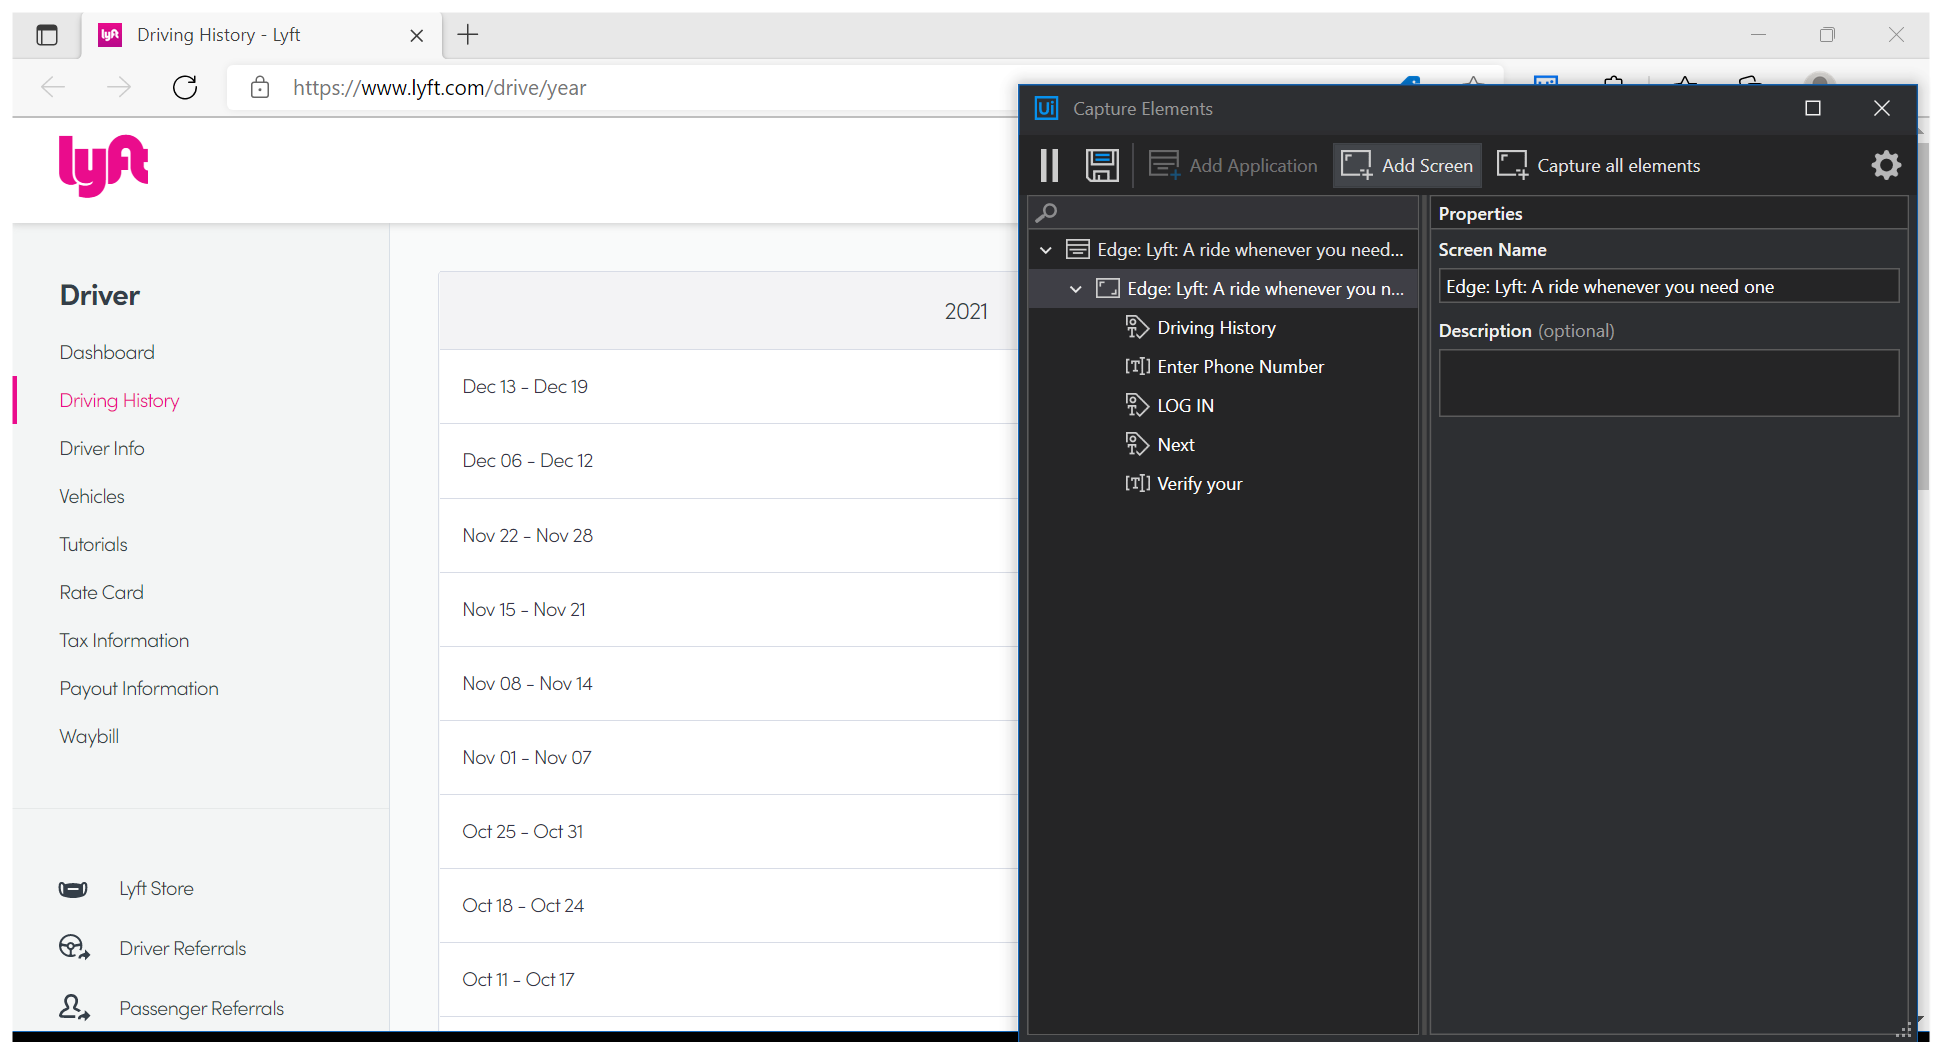 lyft
Driving History - Lyft
https://www.lyft.com/drive/year
lyft
Driver
Dashboard
Driving History
Driver Info
Vehicles
Tutorials
Rate Card
Tax Information
Payout Information
Waybill
Lyft Store
Driver Referrals
Passenger Referrals
2021
Dec 13 - Dec 19
Dec 06 - Dec 12
Nov 22 - Nov 28
Nov 15 - Nov 21
Nov 08 - Nov 14
Nov 01 - Nov 07
Oct 25 - Oct 31
Oct 18 - Oct 24
Oct 11 - Oct 17
Ui Capture Elements
Add Application
Add Screen
Capture all elements
Edge: Lyft: A ride whenever you need...
Edge: Lyft: A ride whenever you n...
Driving History
Enter Phone Number
LOG IN
Next
Verify your
Properties
Screen Name
Edge: Lyft: A ride whenever you need one
Description (optional)